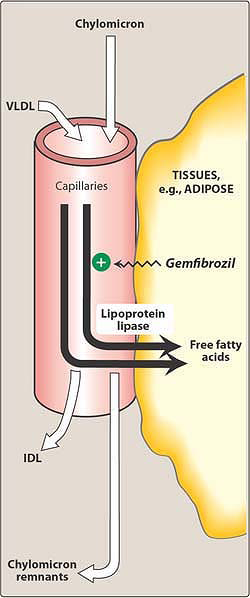 Chylomicron
VLDL
Capillaries
TISSUES,
e.g., ADIPOSE
+
Gemfibrozil
Lipoprotein
lipase
Free fatty
acids
IDL
Chylomicron
remnants